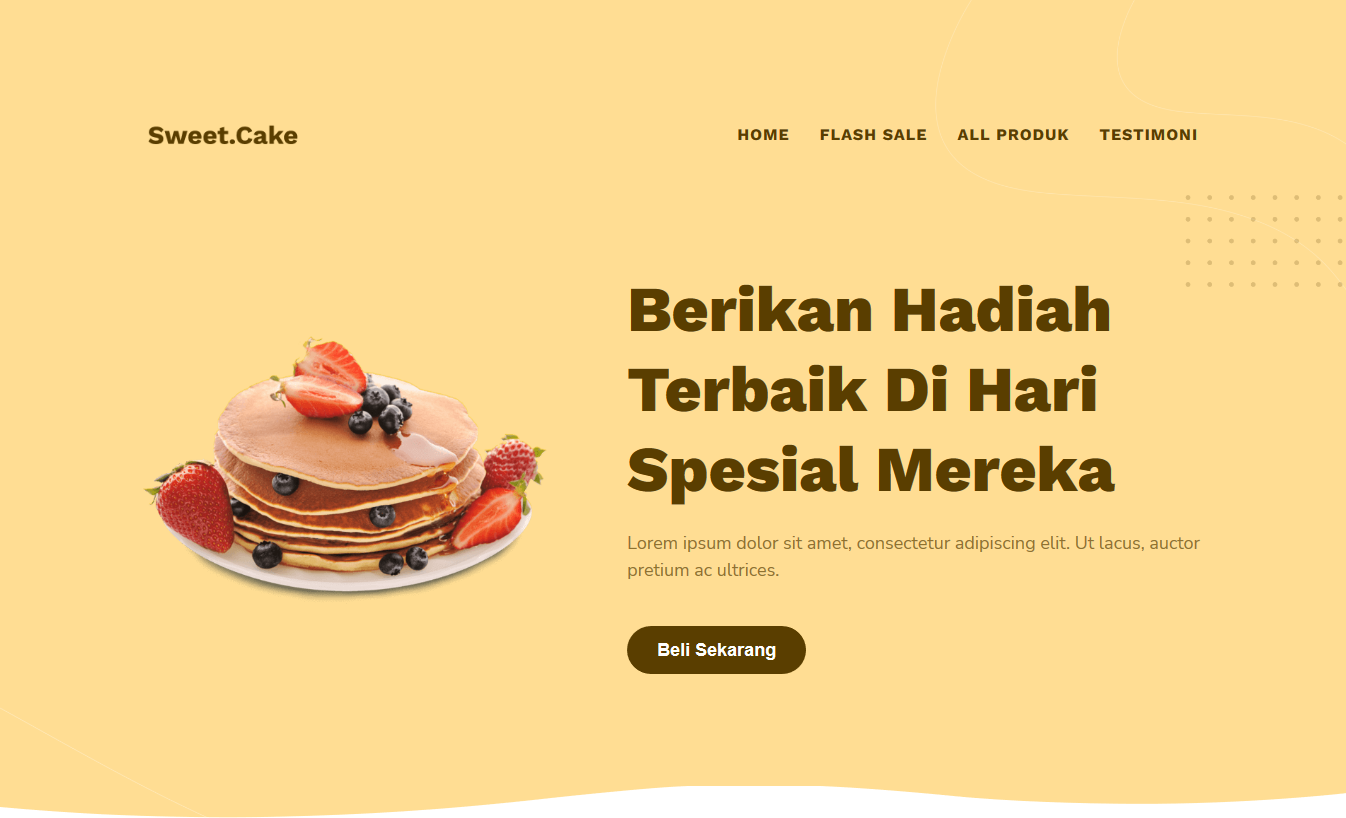 Sweet.Cake
HOME FLASH SALE ALL PRODUK TESTIMONI
Berikan Hadiah
Terbaik Di Hari
Spesial Mereka
Lorem ipsum dolor sit amet, consectetur adipiscing elit. Ut lacus, auctor
pretium ac ultrices.
Beli Sekarang